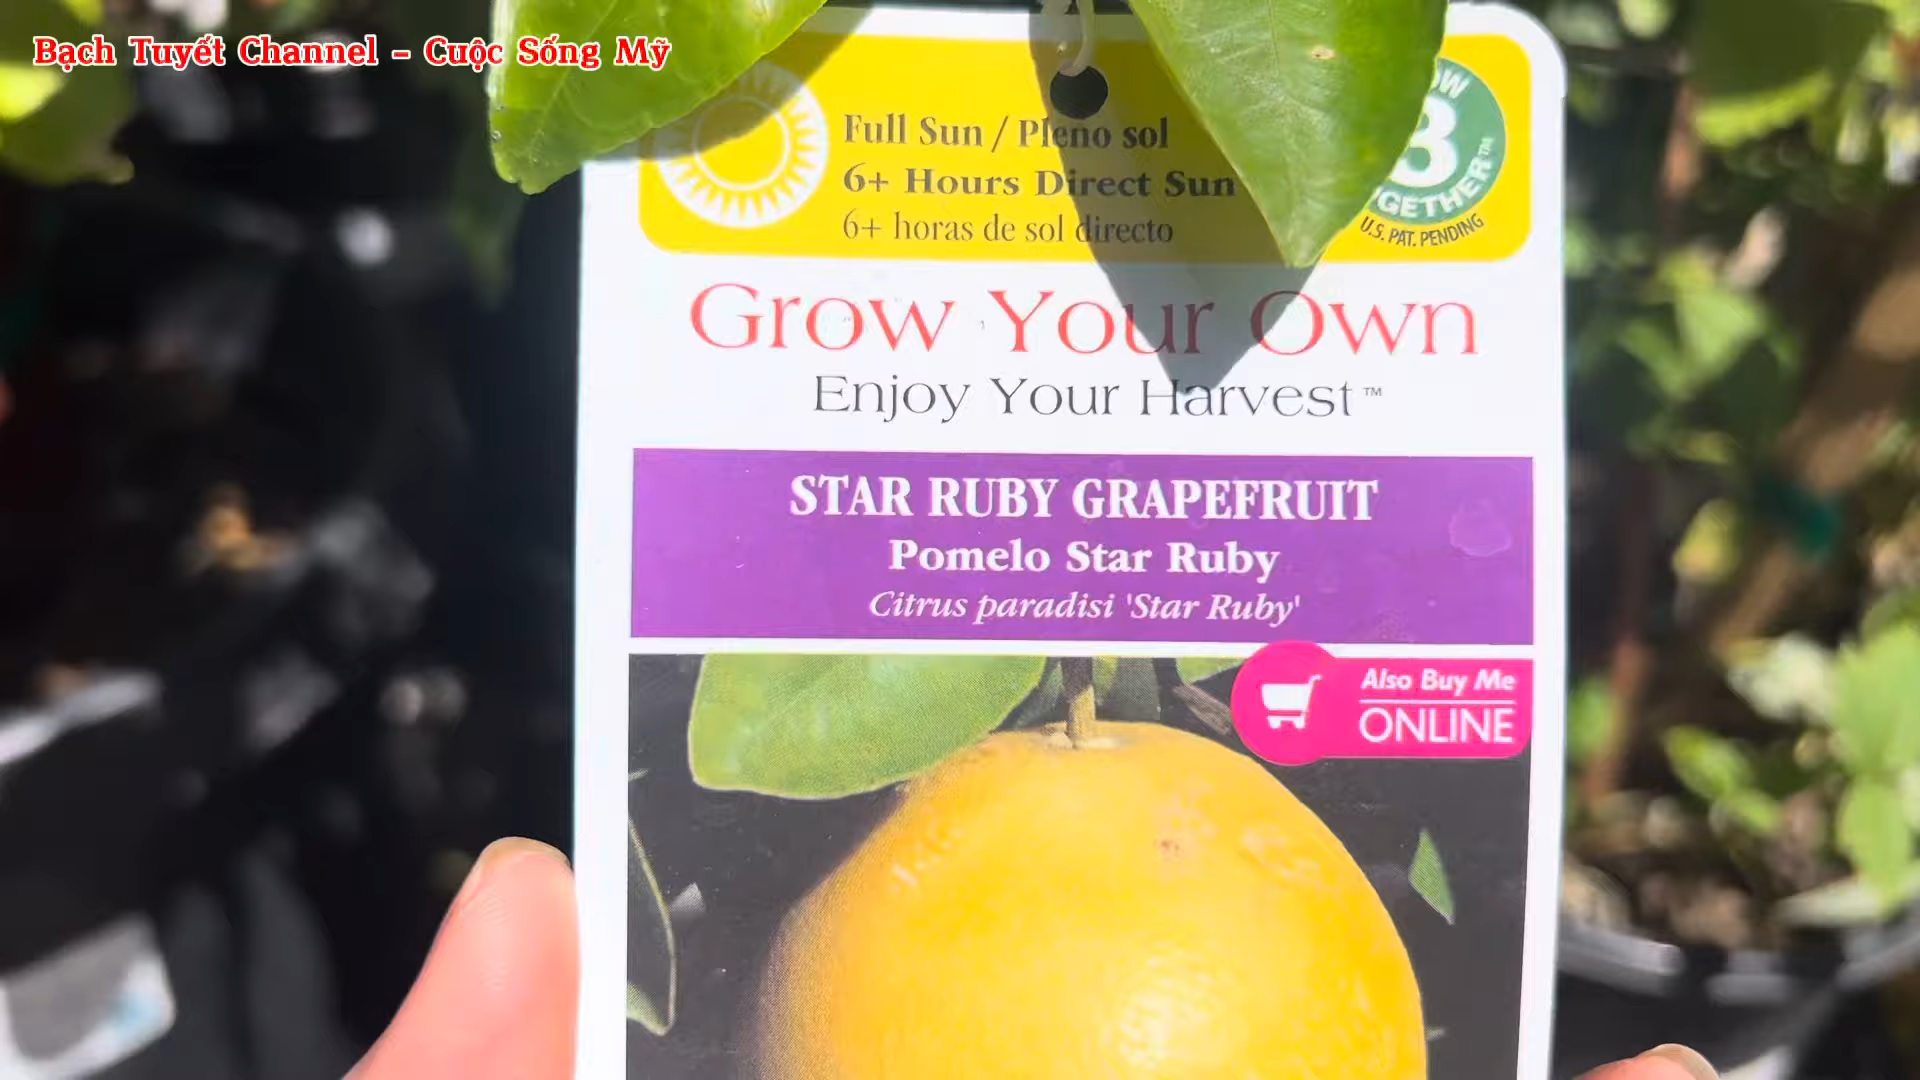 Bạch Tuyết Channel - Cuộc Sống Mỹ
Full Sun / Pleno sol
6+ Hours Direct Sun
6+ horas de sol directo
3
U.S. PAT. PENDING
Grow Your Own
Enjoy Your Harvest™
STAR RUBY GRAPEFRUIT
Pomelo Star Ruby
Citrus paradisi 'Star Ruby'
Also Buy Me
ONLINE